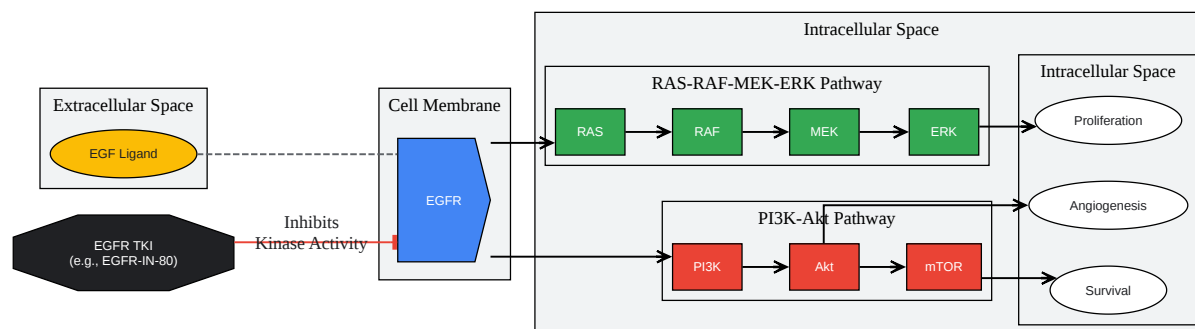 Intracellular Space
Extracellular Space
EGF Ligand
EGFR TKI
(e.g., EGFR-IN-80)
Inhibits
Kinase Activity
Cell Membrane
EGFR
RAS-RAF-MEK-ERK Pathway
RAS
RAF
MEK
ERK
PI3K-Akt Pathway
PI3K
Akt
mTOR
Intracellular Space
Proliferation
Angiogenesis
Survival